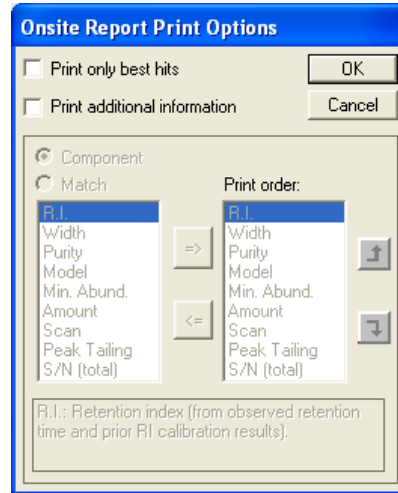 Onsite Report Print Options
Print only best hits
OK
Print additional information
Cancel
Component
Match
Print order:
R.I.
Width
Purity
Model
Min. Abund.
Amount
Scan
Peak Tailing
S/N (total)
=>
<=
R.I.
Width
Purity
Model
Min. Abund.
Amount
Scan
Peak Tailing
S/N (total)
R.I.: Retention index (from observed retention
time and prior RI calibration results).